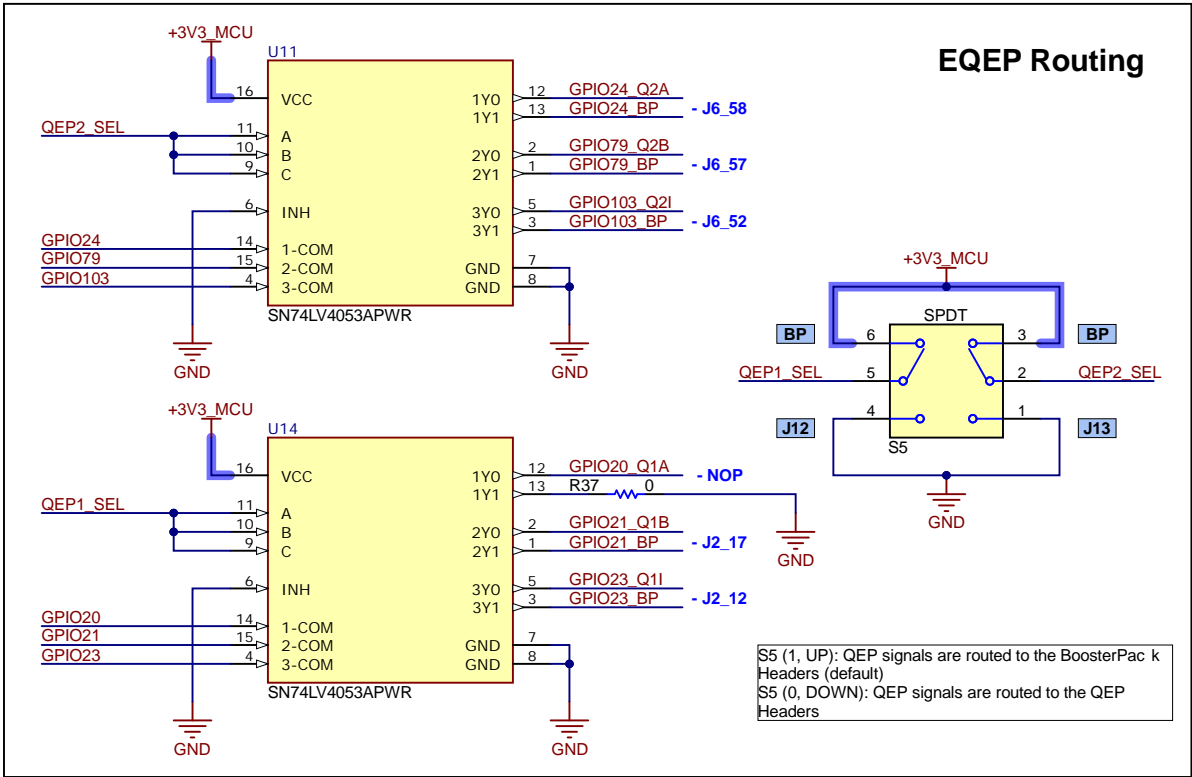 EQEP Routing
+3V3_MCU
U11
16 VCC
QEP2_SEL
11 A
10 B
9 C
6 INH
GPIO24 14 1-COM
GPIO79 15 2-COM
GPIO103 4 3-COM
1Y0 12 GPIO24_Q2A
1Y1 13 GPIO24_BP - J6_58
2Y0 2 GPIO79_Q2B
2Y1 1 GPIO79_BP - J6_57
3Y0 5 GPIO103_Q2I
3Y1 3 GPIO103_BP - J6_52
GND 7
GND 8
SN74LV4053APWR
GND
GND
+3V3_MCU
SPDT
BP 6 3 BP
QEP1_SEL 5 2 QEP2_SEL
J12 4 1 J13
S5
GND
+3V3_MCU
U14
16 VCC
QEP1_SEL
11 A
10 B
9 C
6 INH
GPIO20 14 1-COM
GPIO21 15 2-COM
GPIO23 4 3-COM
1Y0 12 GPIO20_Q1A - NOP
1Y1 13 R37 0
GND
2Y0 2 GPIO21_Q1B
2Y1 1 GPIO21_BP - J2_17
3Y0 5 GPIO23_Q1I
3Y1 3 GPIO23_BP - J2_12
GND 7
GND 8
SN74LV4053APWR
GND
GND
S5 (1, UP): QEP signals are routed to the BoosterPac k
Headers (default)
S5 (0, DOWN): QEP signals are routed to the QEP
Headers